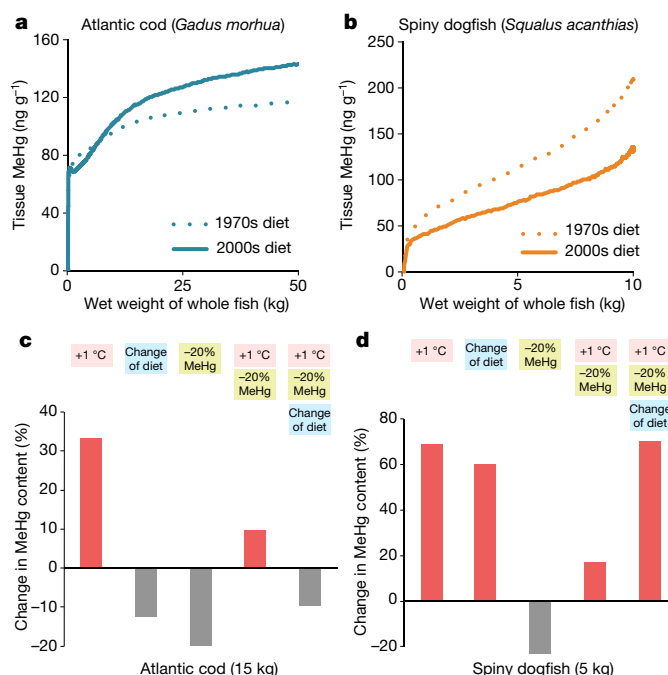 a Atlantic cod (Gadus morhua)
160
120
80
40
0
Tissue MeHg (ng g⁻¹)
1970s diet
2000s diet
0 25 50
Wet weight of whole fish (kg)
b Spiny dogfish (Squalus acanthias)
250
200
150
100
50
0
Tissue MeHg (ng g⁻¹)
1970s diet
2000s diet
0 5 10
Wet weight of whole fish (kg)
c
+1 °C
Change
of diet
–20%
MeHg
+1 °C
–20%
MeHg
+1 °C
–20%
MeHg
Change
of diet
40
30
20
10
0
–10
–20
Change in MeHg content (%)
Atlantic cod (15 kg)
d
+1 °C
Change
of diet
–20%
MeHg
+1 °C
–20%
MeHg
+1 °C
–20%
MeHg
Change
of diet
80
60
40
20
0
–20
Change in MeHg content (%)
Spiny dogfish (5 kg)